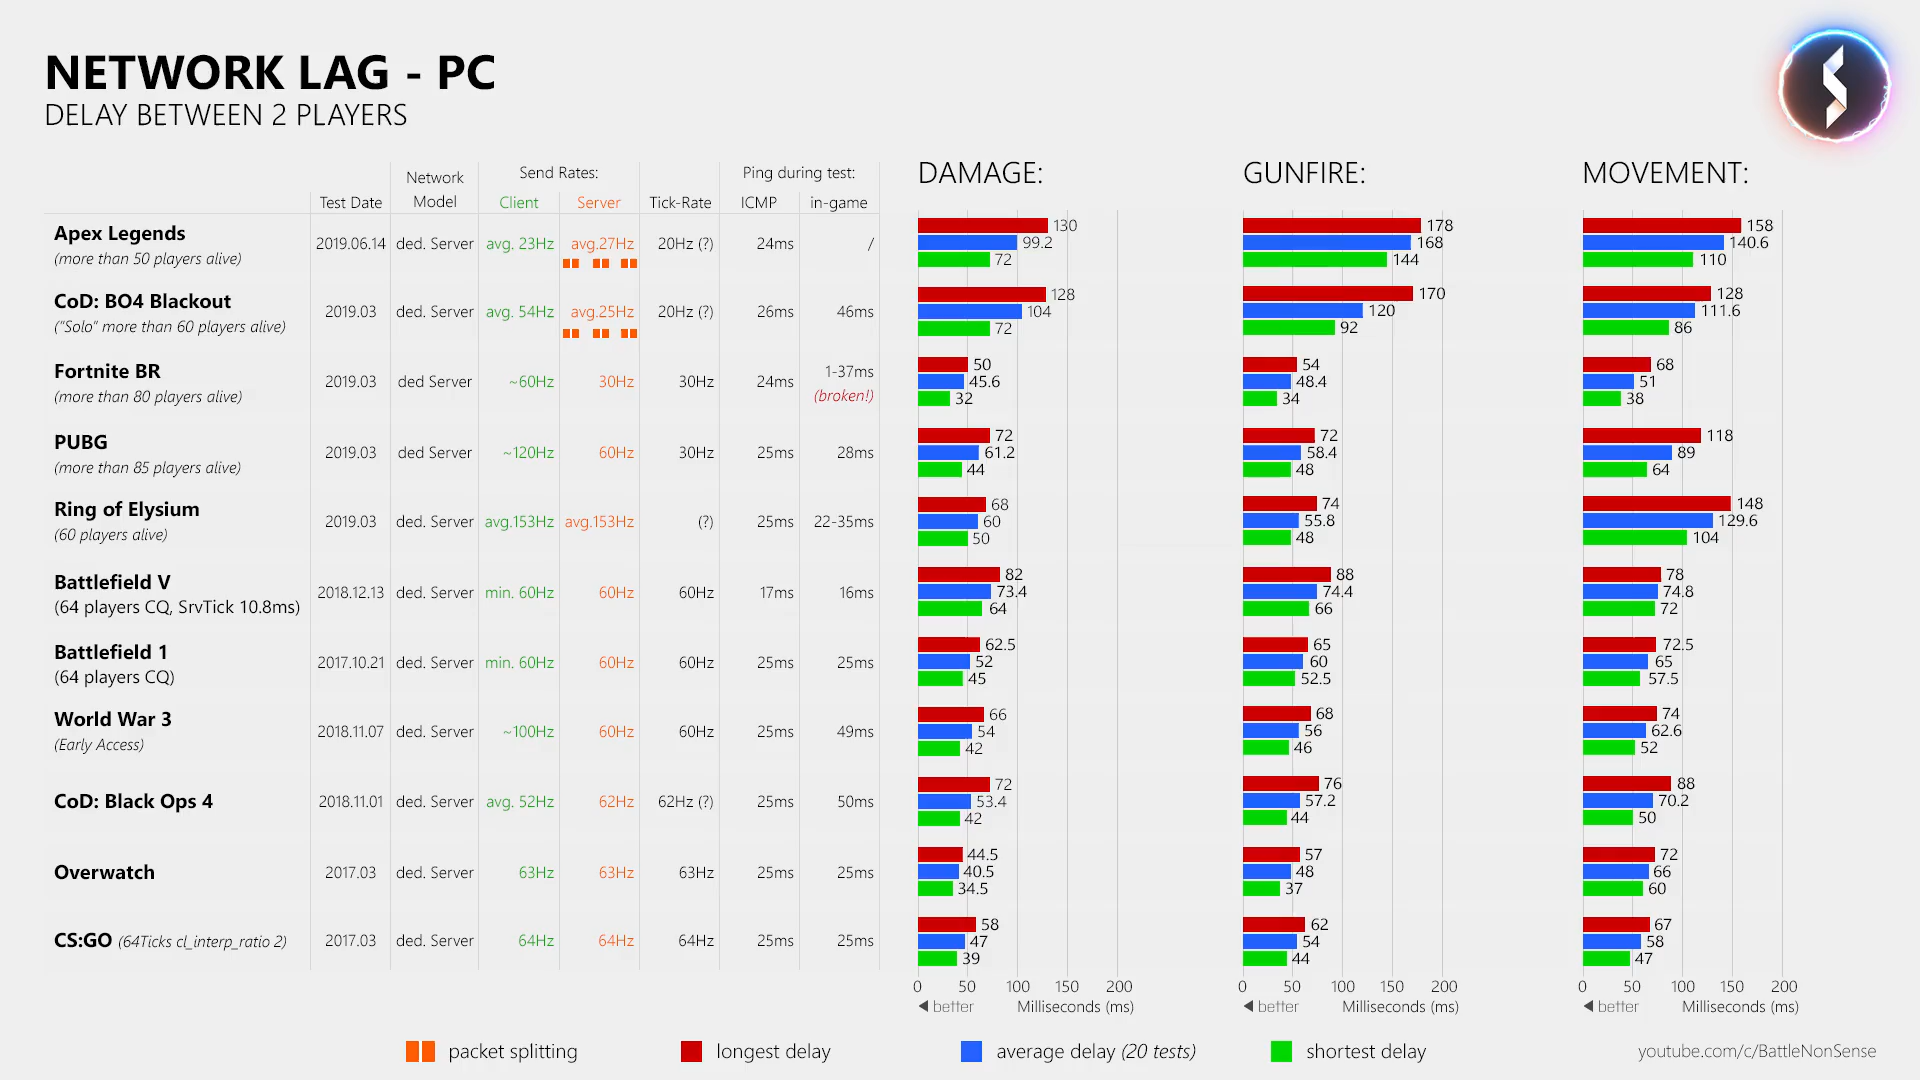 NETWORK LAG - PC
DELAY BETWEEN 2 PLAYERS
Test Date
Network Model
Send Rates:
Client Server
Tick-Rate
Ping during test:
ICMP in-game
DAMAGE:
GUNFIRE:
MOVEMENT:
Apex Legends
(more than 50 players alive)
2019.06.14 ded. Server avg. 23Hz avg.27Hz 20Hz (?) 24ms /
130 178 158
99.2 168 140.6
72 144 110
CoD: BO4 Blackout
("Solo" more than 60 players alive)
2019.03 ded. Server avg. 54Hz avg.25Hz 20Hz (?) 26ms 46ms
128 170 128
104 120 111.6
72 92 86
Fortnite BR
(more than 80 players alive)
2019.03 ded Server ~60Hz 30Hz 30Hz 24ms 1-37ms
(broken!)
50 54 68
45.6 48.4 51
32 34 38
PUBG
(more than 85 players alive)
2019.03 ded Server ~120Hz 60Hz 30Hz 25ms 28ms
72 72 118
61.2 58.4 89
44 48 64
Ring of Elysium
(60 players alive)
2019.03 ded. Server avg.153Hz avg.153Hz (?) 25ms 22-35ms
68 74 148
60 55.8 129.6
50 48 104
Battlefield V
(64 players CQ, SrvTick 10.8ms)
2018.12.13 ded. Server min. 60Hz 60Hz 60Hz 17ms 16ms
82 88 78
73.4 74.4 74.8
64 66 72
Battlefield 1
(64 players CQ)
2017.10.21 ded. Server min. 60Hz 60Hz 60Hz 25ms 25ms
62.5 65 72.5
52 60 65
45 52.5 57.5
World War 3
(Early Access)
2018.11.07 ded. Server ~100Hz 60Hz 60Hz 25ms 49ms
66 68 74
54 56 62.6
42 46 52
CoD: Black Ops 4
2018.11.01 ded. Server avg. 52Hz 62Hz 62Hz (?) 25ms 50ms
72 76 88
53.4 57.2 70.2
42 44 50
Overwatch
2017.03 ded. Server 63Hz 63Hz 63Hz 25ms 25ms
44.5 57 72
40.5 48 66
34.5 37 60
CS:GO (64Ticks cl_interp_ratio 2)
2017.03 ded. Server 64Hz 64Hz 64Hz 25ms 25ms
58 62 67
47 54 58
39 44 47
0 50 100 150 200 0 50 100 150 200 0 50 100 150 200
◀ better Milliseconds (ms) ◀ better Milliseconds (ms) ◀ better Milliseconds (ms)
packet splitting longest delay average delay (20 tests) shortest delay
youtube.com/c/BattleNonSense